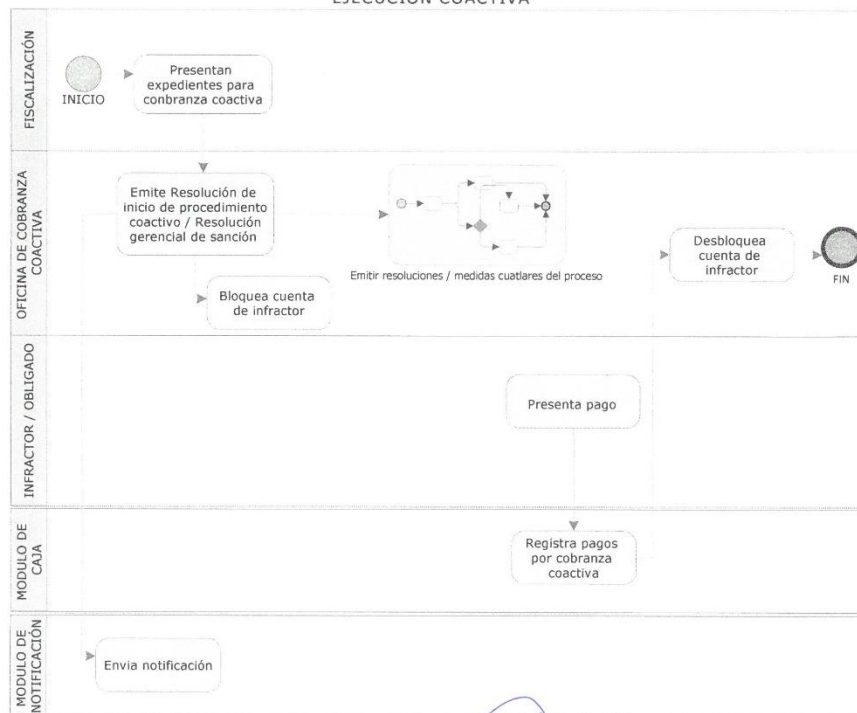 EJECUCIÓN COACTIVA
FISCALIZACIÓN
INICIO
Presentan
expedientes para
conbranza coactiva
OFICINA DE COBRANZA
COACTIVA
Emite Resolución de
inicio de procedimiento
coactivo / Resolución
gerencial de sanción
Bloquea cuenta
de infractor
Emitir resoluciones / medidas cuatlares del proceso
Desbloquea
cuenta de
infractor
FIN
INFRACTOR / OBLIGADO
Presenta pago
MODULO DE
CAJA
Registra pagos
por cobranza
coactiva
MODULO DE
NOTIFICACIÓN
Envia notificación